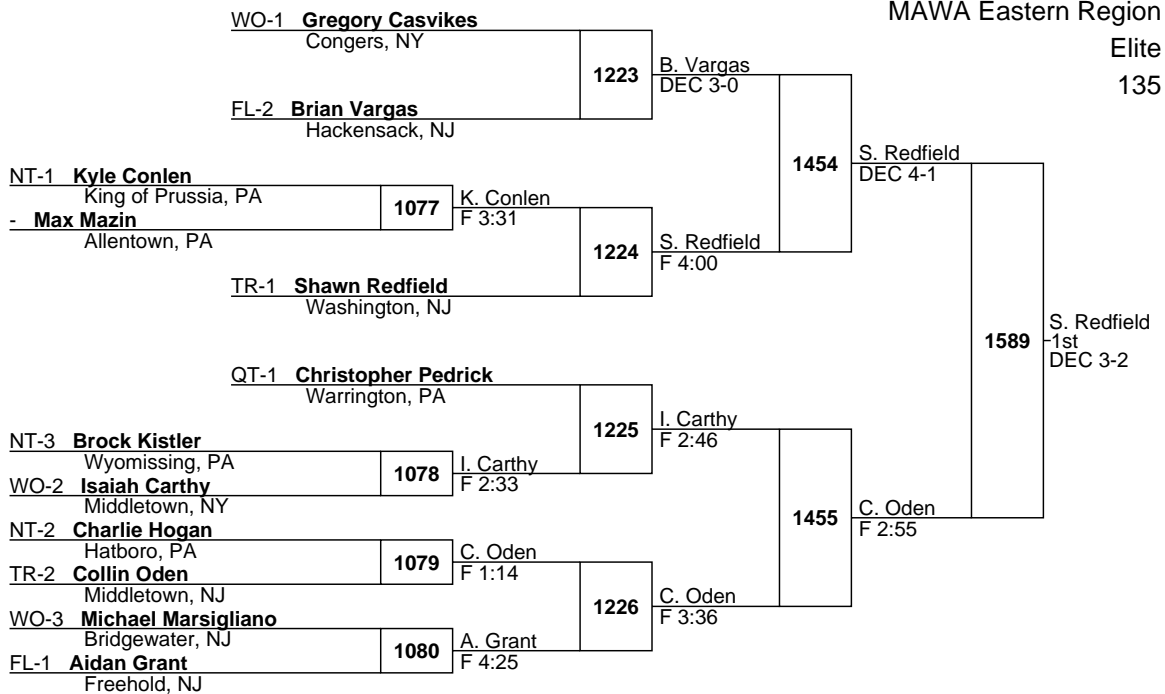 MAWA Eastern Region
Elite
135
WO-1 Gregory Casvikes
Congers, NY
1223
B. Vargas
DEC 3-0
FL-2 Brian Vargas
Hackensack, NJ
1454
S. Redfield
DEC 4-1
NT-1 Kyle Conlen
King of Prussia, PA
1077
K. Conlen
F 3:31
- Max Mazin
Allentown, PA
1224
S. Redfield
F 4:00
TR-1 Shawn Redfield
Washington, NJ
1589
S. Redfield
1st
DEC 3-2
QT-1 Christopher Pedrick
Warrington, PA
1225
I. Carthy
F 2:46
NT-3 Brock Kistler
Wyomissing, PA
1078
I. Carthy
F 2:33
WO-2 Isaiah Carthy
Middletown, NY
1455
C. Oden
F 2:55
NT-2 Charlie Hogan
Hatboro, PA
1079
C. Oden
F 1:14
TR-2 Collin Oden
Middletown, NJ
1226
C. Oden
F 3:36
WO-3 Michael Marsigliano
Bridgewater, NJ
1080
A. Grant
F 4:25
FL-1 Aidan Grant
Freehold, NJ